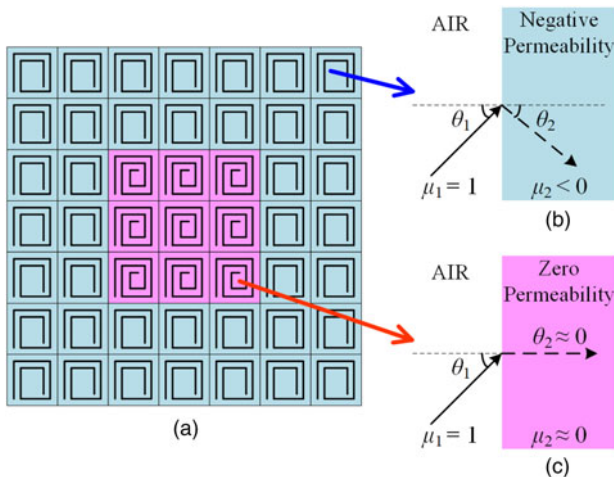 AIR
Negative
Permeability
θ₁
θ₂
μ₁ = 1
μ₂ < 0
(b)
AIR
Zero
Permeability
θ₂ ≈ 0
θ₁
μ₁ = 1
μ₂ ≈ 0
(c)
(a)